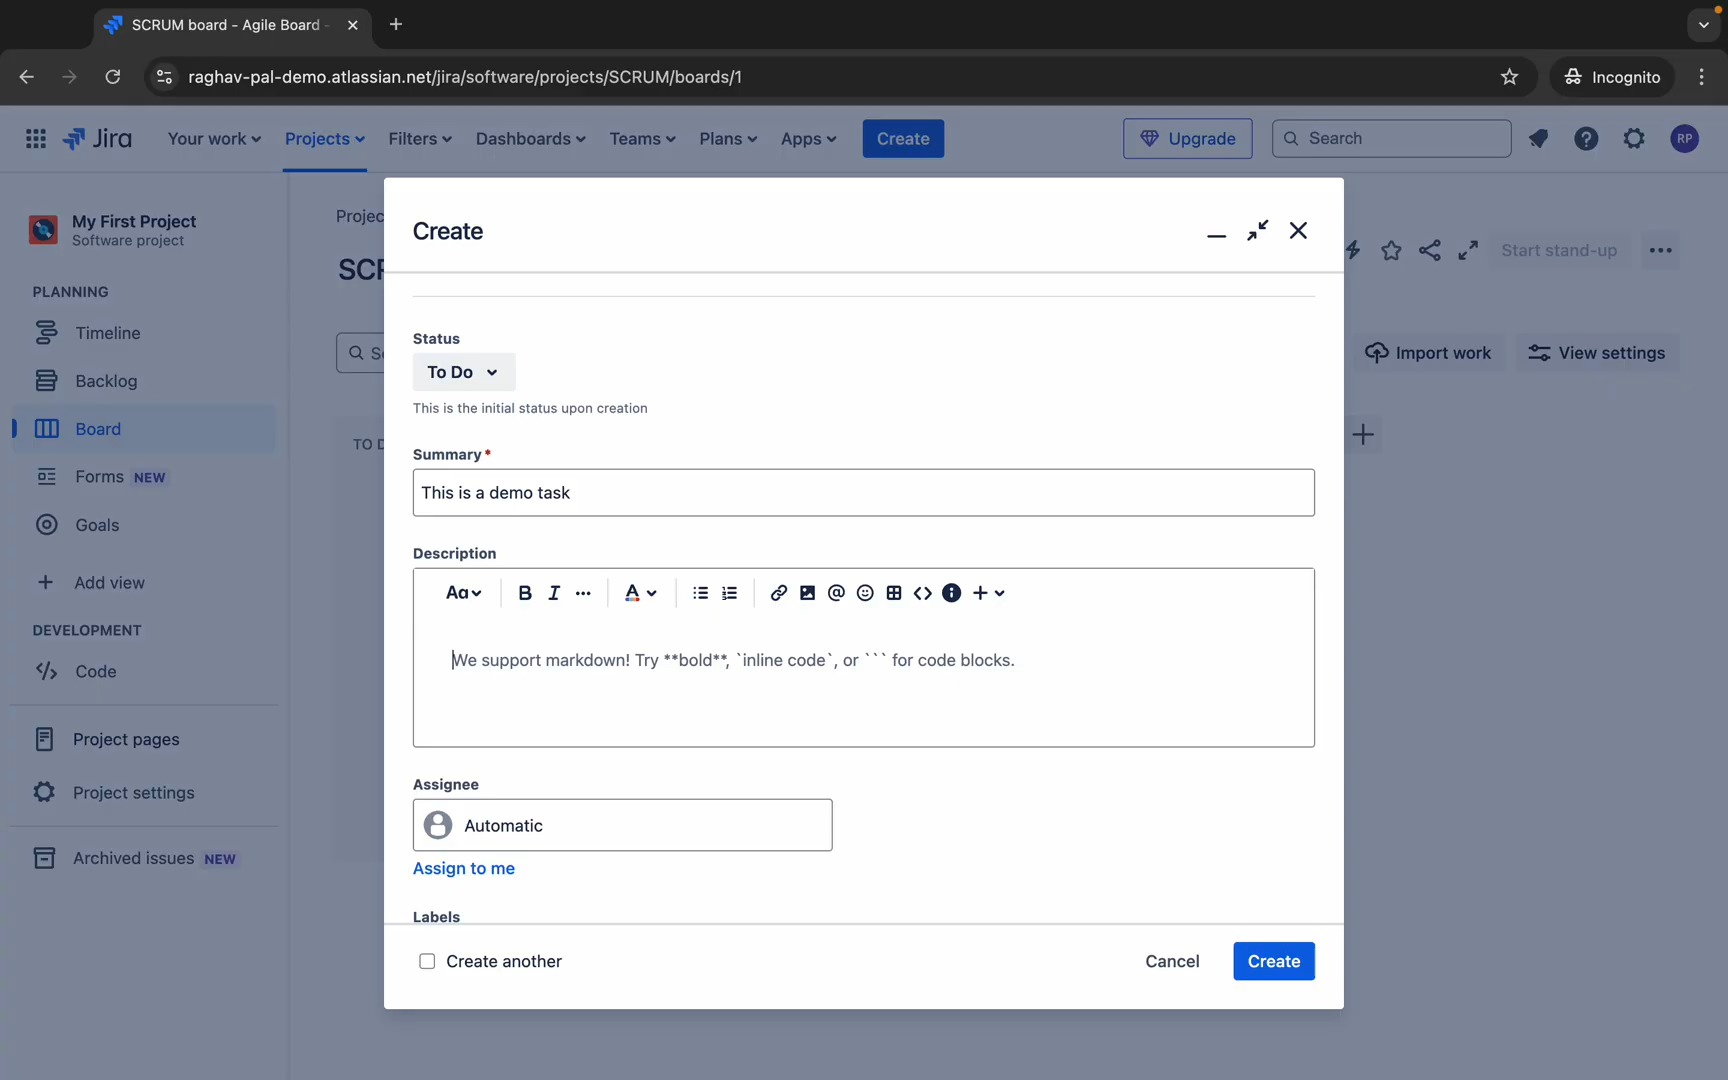 SCRUM board - Agile Board -
raghav-pal-demo.atlassian.net/jira/software/projects/SCRUM/boards/1
Incognito
Jira
Your work
Projects
Filters
Dashboards
Teams
Plans
Apps
Create
Upgrade
Search
RP
My First Project
Software project
PLANNING
Timeline
Backlog
Board
Forms NEW
Goals
Add view
DEVELOPMENT
Code
Project pages
Project settings
Archived issues NEW
Projec
SCR
Se
TO D
Start stand-up
Import work
View settings
Create
Status
To Do
This is the initial status upon creation
Summary *
This is a demo task
Description
Aa B I A @
We support markdown! Try **bold**, `inline code`, or ``` for code blocks.
Assignee
Automatic
Assign to me
Labels
Create another
Cancel
Create